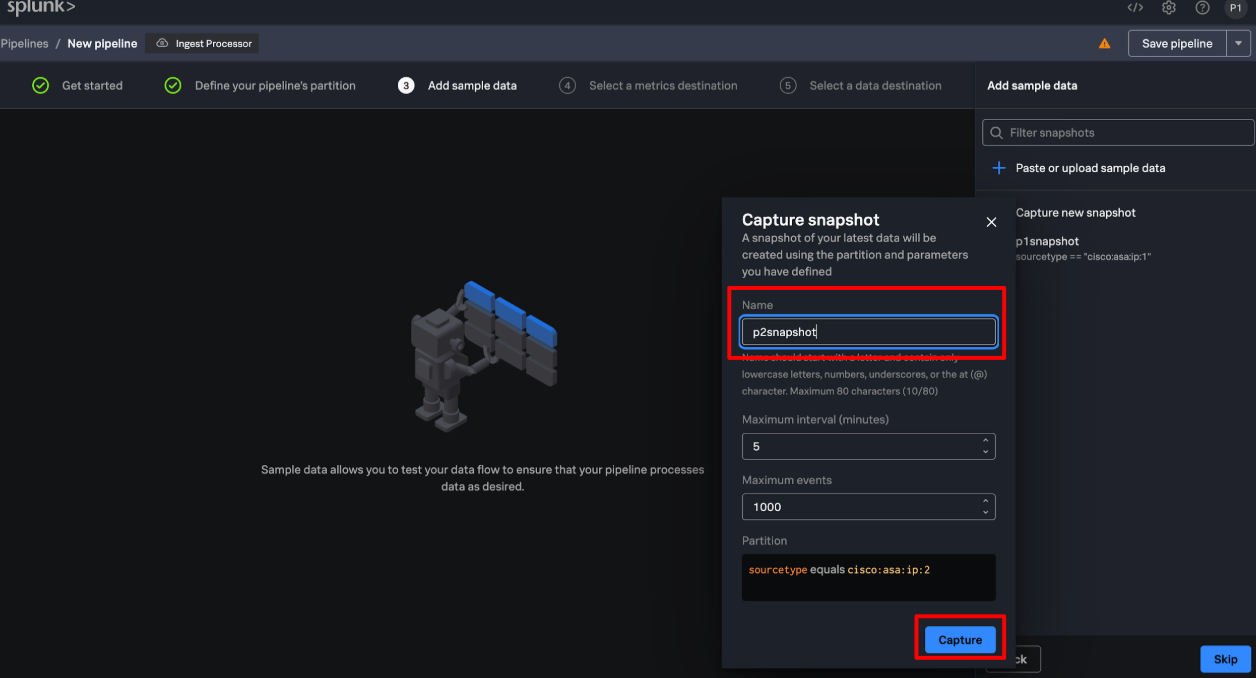 splunk>
</>
P1
Pipelines / New pipeline Ingest Processor
Save pipeline
Get started
Define your pipeline's partition
3 Add sample data
4 Select a metrics destination
5 Select a data destination
Add sample data
Filter snapshots
Paste or upload sample data
Capture new snapshot
p1snapshot
sourcetype == "cisco:asa:ip:1"
Sample data allows you to test your data flow to ensure that your pipeline processes
data as desired.
Capture snapshot
A snapshot of your latest data will be
created using the partition and parameters
you have defined
Name
p2snapshot
Name should start with a letter and contain only
lowercase letters, numbers, underscores, or the at (@)
character. Maximum 80 characters (10/80)
Maximum interval (minutes)
5
Maximum events
1000
Partition
sourcetype equals cisco:asa:ip:2
Capture
ck
Skip